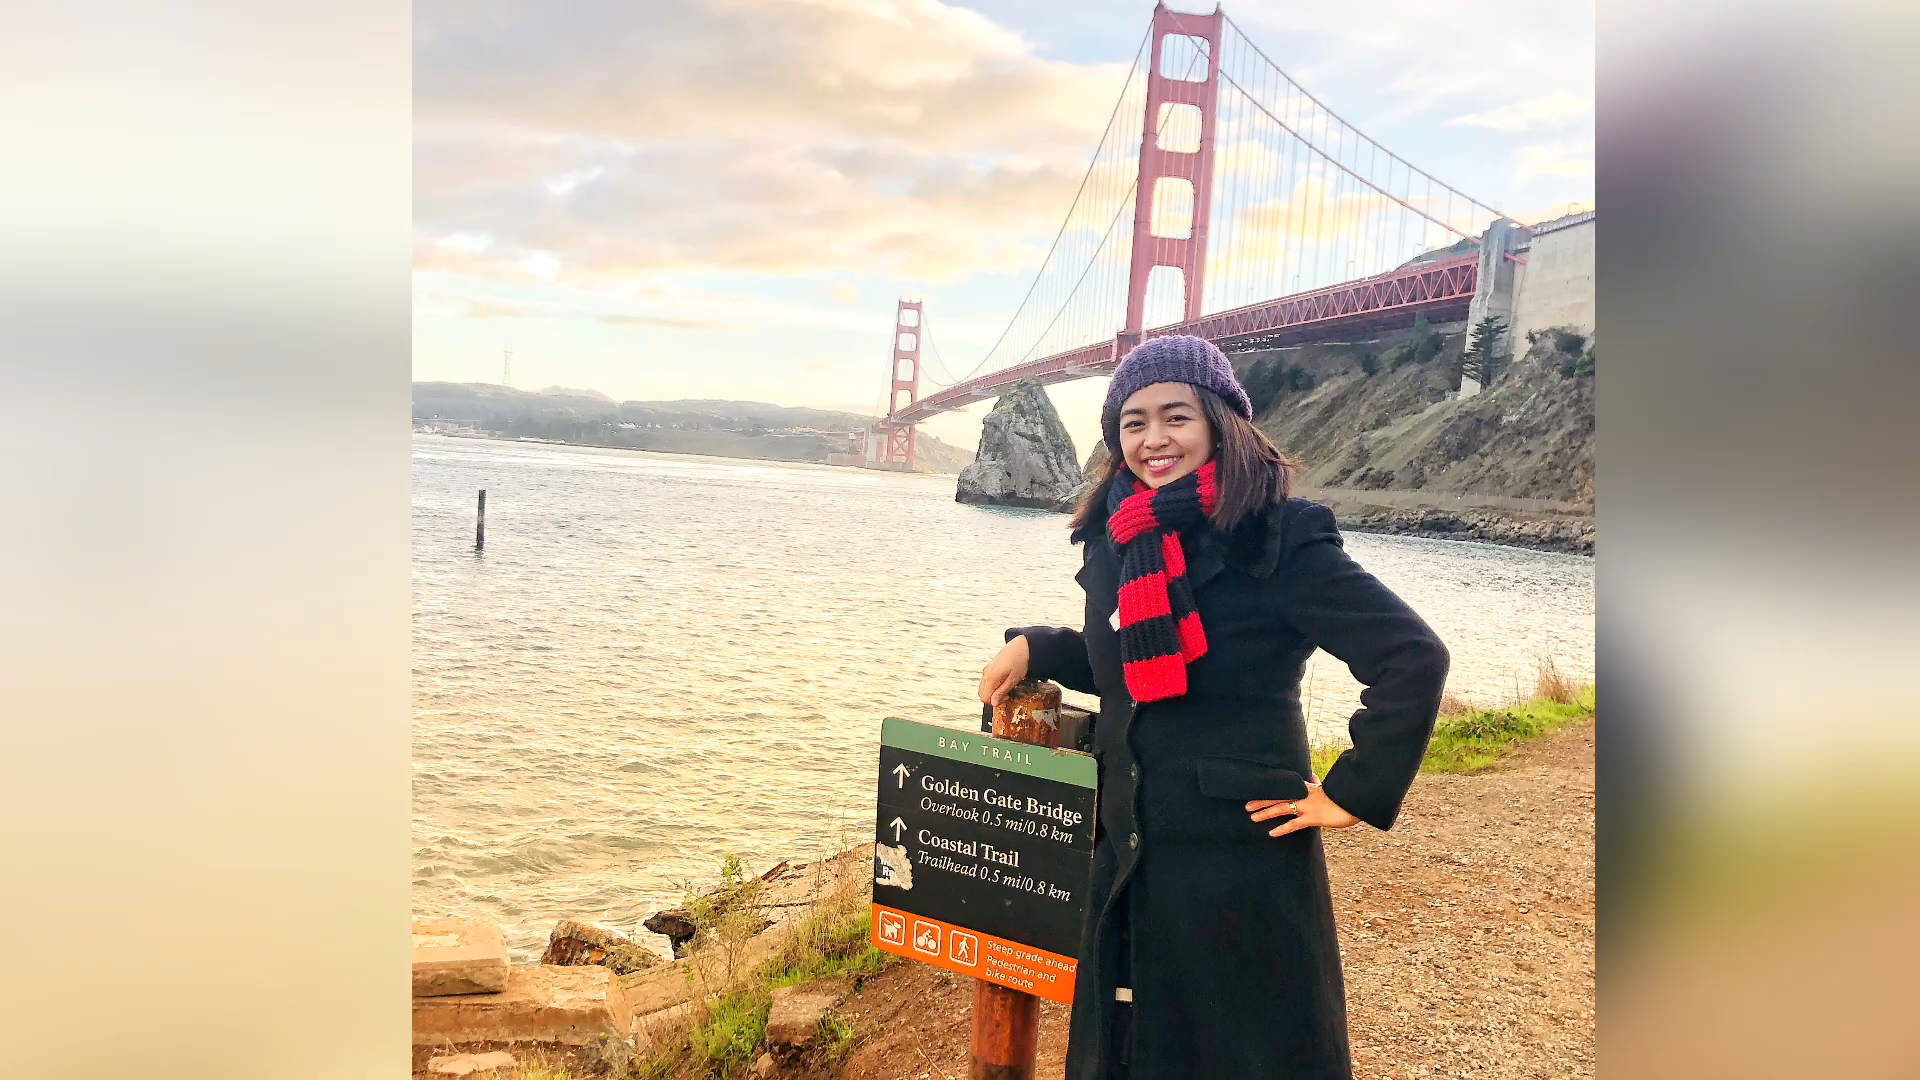 BAY TRAIL
Golden Gate Bridge
Overlook 0.5 mi/0.8 km
Coastal Trail
Trailhead 0.5 mi/0.8 km
Steep grade ahead
Pedestrian and
bike route